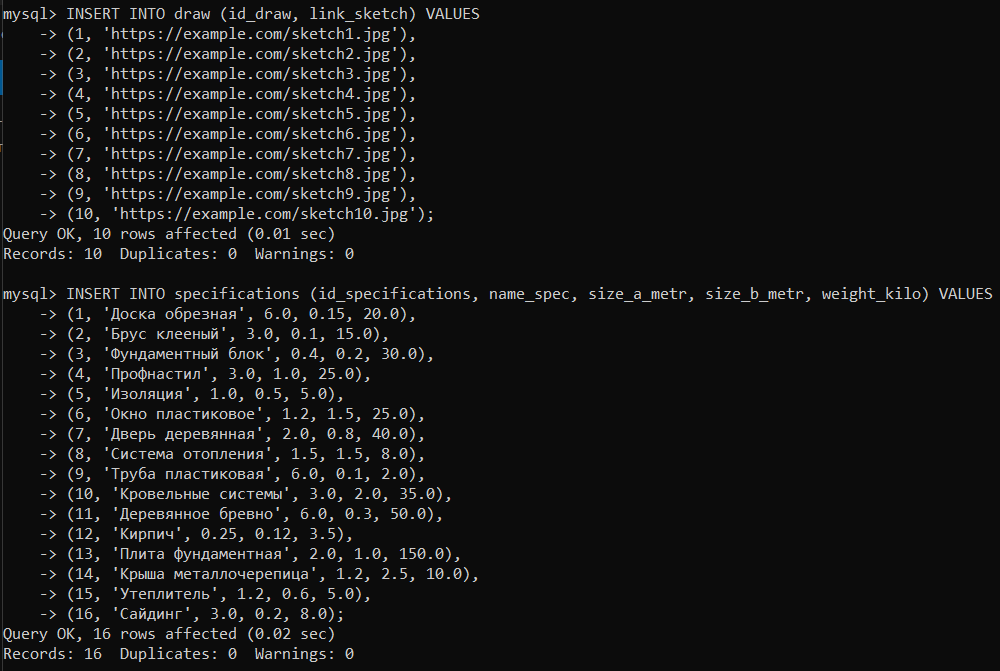 mysql> INSERT INTO draw (id_draw, link_sketch) VALUES
    -> (1, 'https://example.com/sketch1.jpg'),
    -> (2, 'https://example.com/sketch2.jpg'),
    -> (3, 'https://example.com/sketch3.jpg'),
    -> (4, 'https://example.com/sketch4.jpg'),
    -> (5, 'https://example.com/sketch5.jpg'),
    -> (6, 'https://example.com/sketch6.jpg'),
    -> (7, 'https://example.com/sketch7.jpg'),
    -> (8, 'https://example.com/sketch8.jpg'),
    -> (9, 'https://example.com/sketch9.jpg'),
    -> (10, 'https://example.com/sketch10.jpg');
Query OK, 10 rows affected (0.01 sec)
Records: 10  Duplicates: 0  Warnings: 0

mysql> INSERT INTO specifications (id_specifications, name_spec, size_a_metr, size_b_metr, weight_kilo) VALUES
    -> (1, 'Доска обрезная', 6.0, 0.15, 20.0),
    -> (2, 'Брус клееный', 3.0, 0.1, 15.0),
    -> (3, 'Фундаментный блок', 0.4, 0.2, 30.0),
    -> (4, 'Профнастил', 3.0, 1.0, 25.0),
    -> (5, 'Изоляция', 1.0, 0.5, 5.0),
    -> (6, 'Окно пластиковое', 1.2, 1.5, 25.0),
    -> (7, 'Дверь деревянная', 2.0, 0.8, 40.0),
    -> (8, 'Система отопления', 1.5, 1.5, 8.0),
    -> (9, 'Труба пластиковая', 6.0, 0.1, 2.0),
    -> (10, 'Кровельные системы', 3.0, 2.0, 35.0),
    -> (11, 'Деревянное бревно', 6.0, 0.3, 50.0),
    -> (12, 'Кирпич', 0.25, 0.12, 3.5),
    -> (13, 'Плита фундаментная', 2.0, 1.0, 150.0),
    -> (14, 'Крыша металлочерепица', 1.2, 2.5, 10.0),
    -> (15, 'Утеплитель', 1.2, 0.6, 5.0),
    -> (16, 'Сайдинг', 3.0, 0.2, 8.0);
Query OK, 16 rows affected (0.02 sec)
Records: 16  Duplicates: 0  Warnings: 0